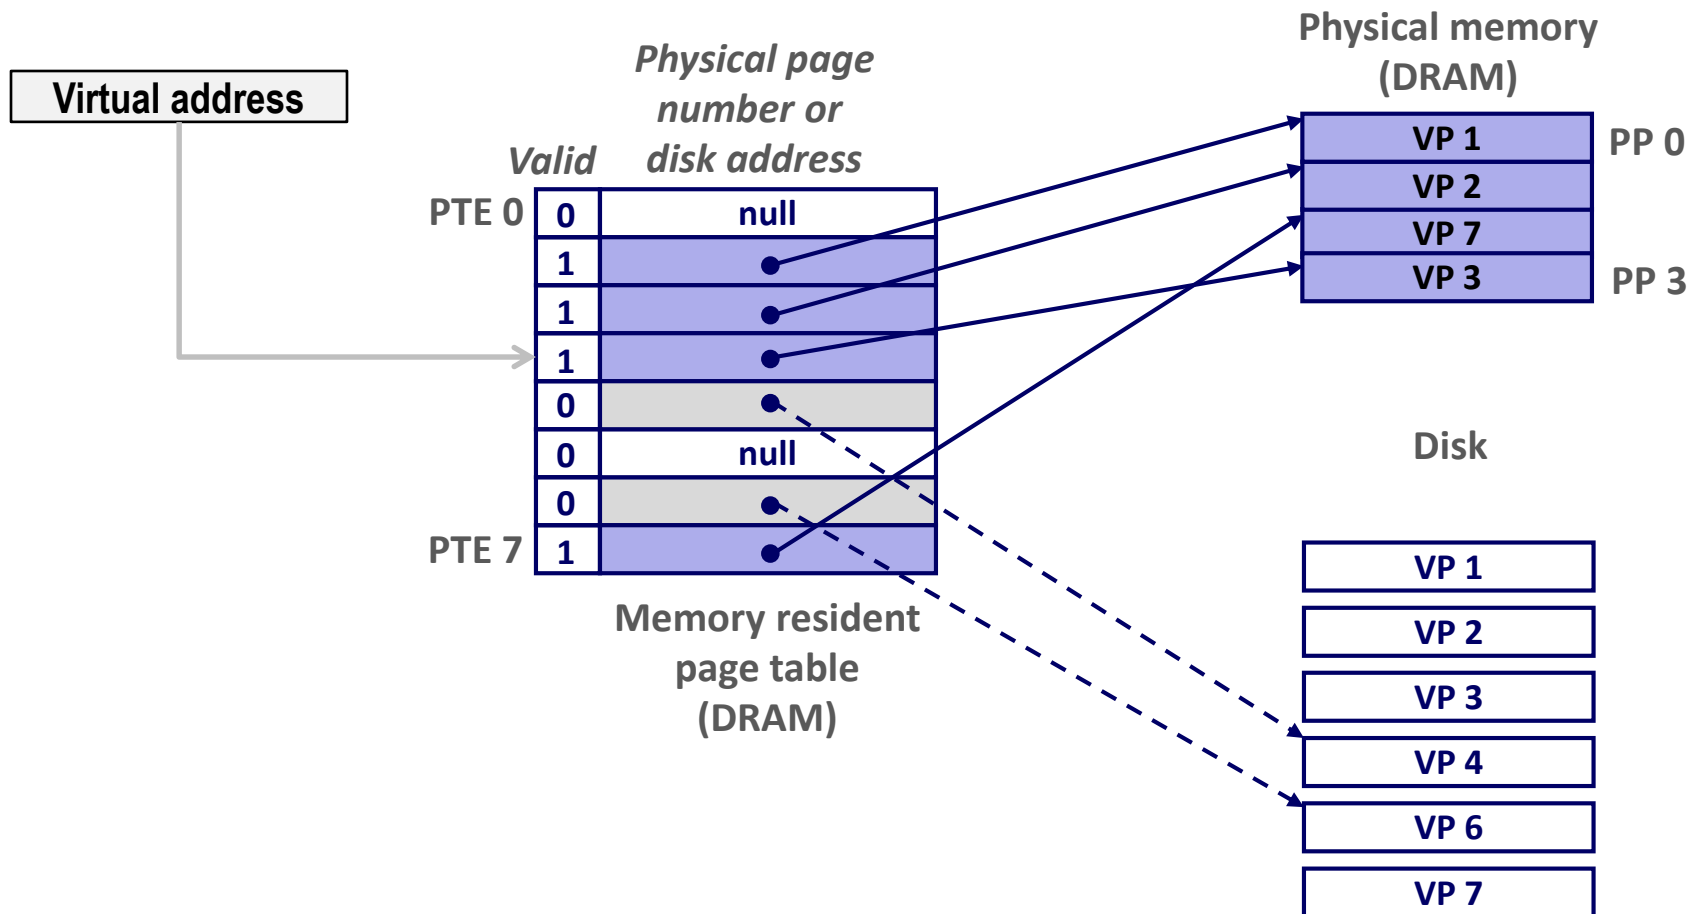 Virtual address
Physical page
number or
disk address
Valid
PTE 0
0
null
1
1
1
0
0
null
0
PTE 7
1
Memory resident
page table
(DRAM)
Physical memory
(DRAM)
VP 1
PP 0
VP 2
VP 7
VP 3
PP 3
Disk
VP 1
VP 2
VP 3
VP 4
VP 6
VP 7